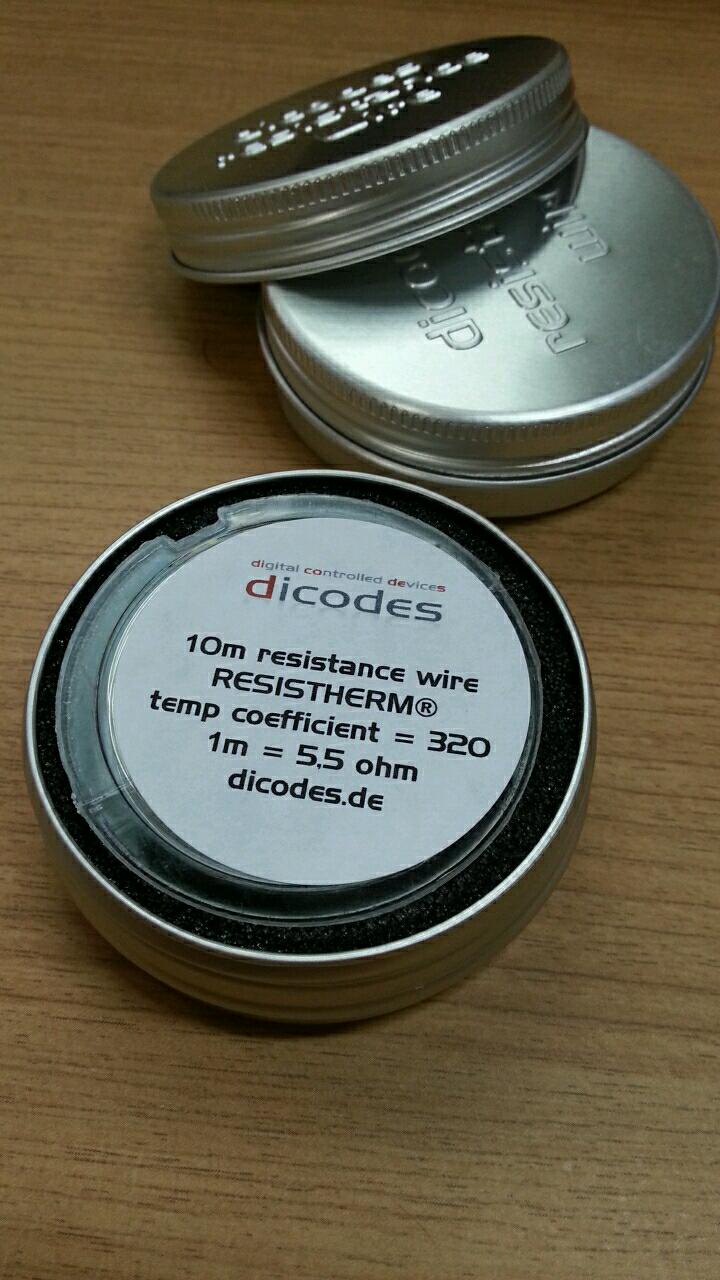 digital controlled devices
dicodes
10m resistance wire
RESISTHERM®
temp coefficient = 320
1m = 5,5 ohm
dicodes.de